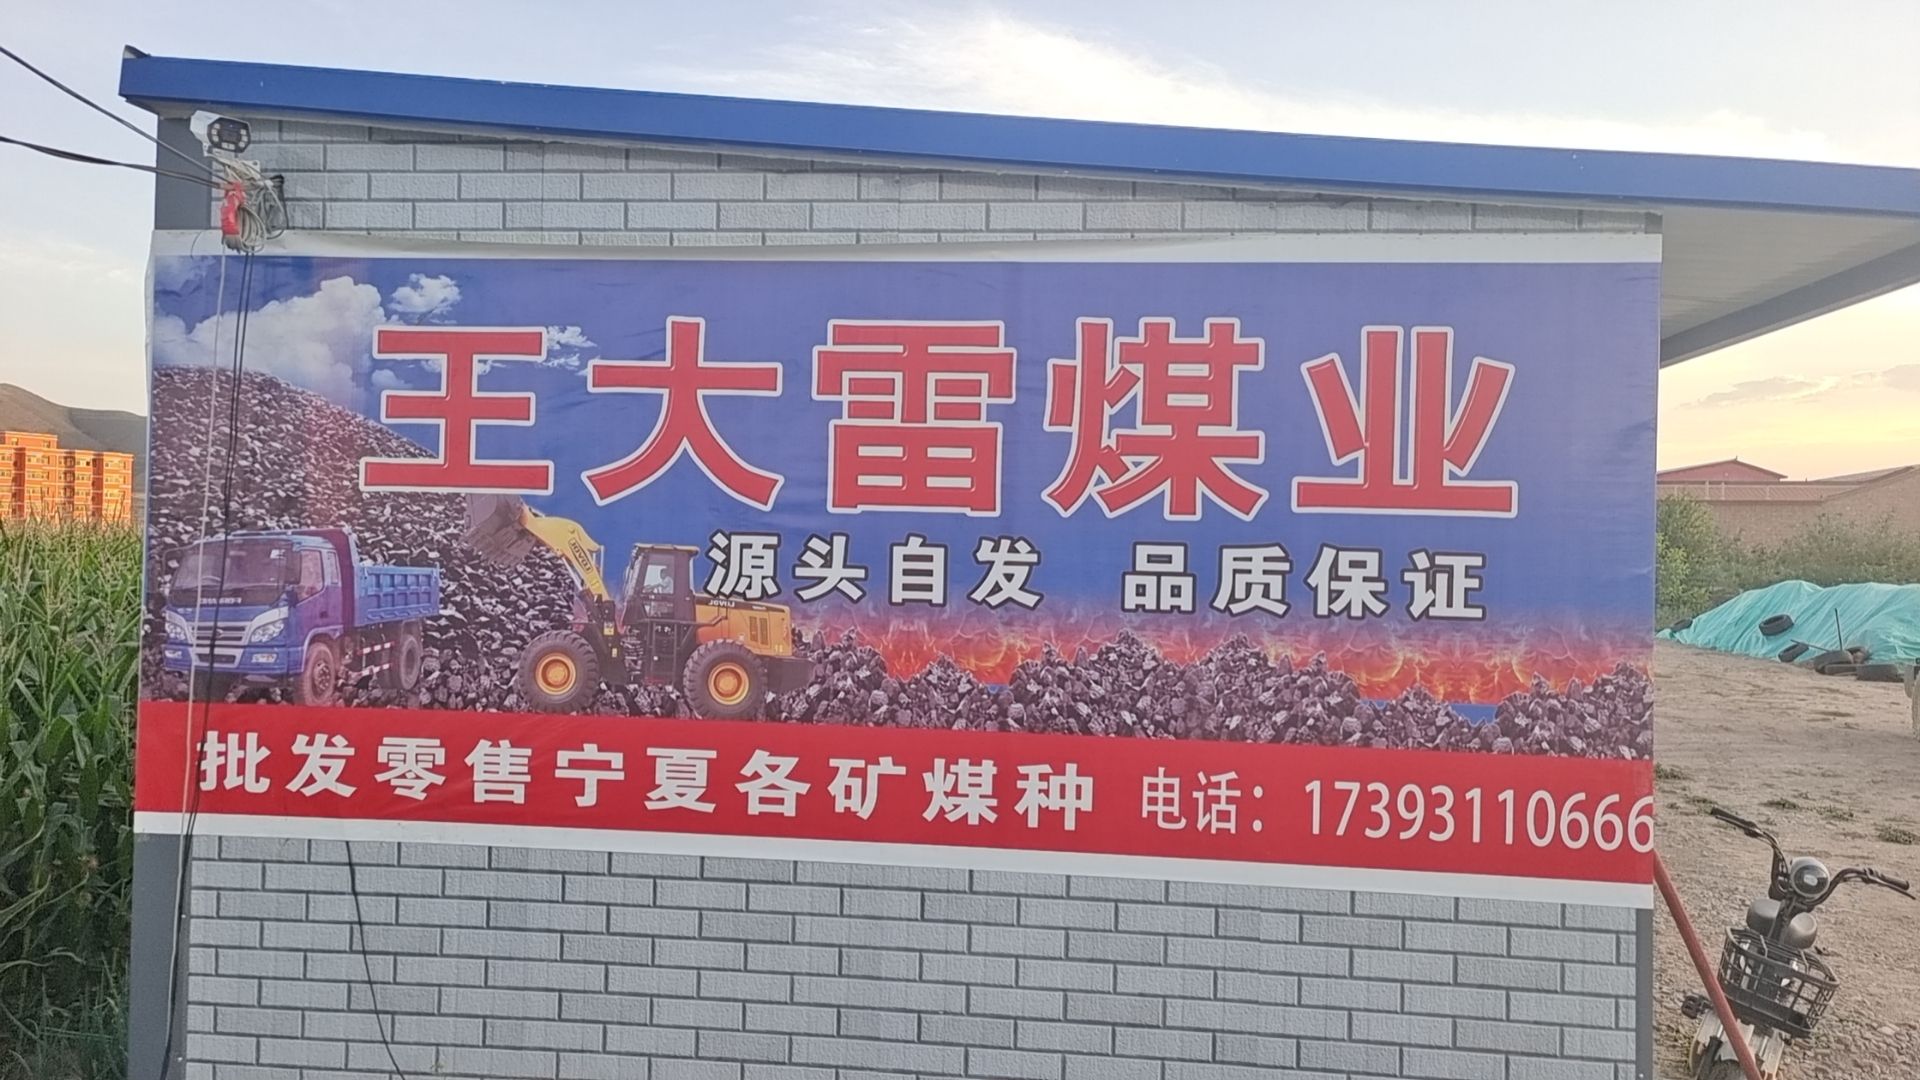 王大雷煤业
源头自发 品质保证
批发零售宁夏各矿煤种 电话：17393110666